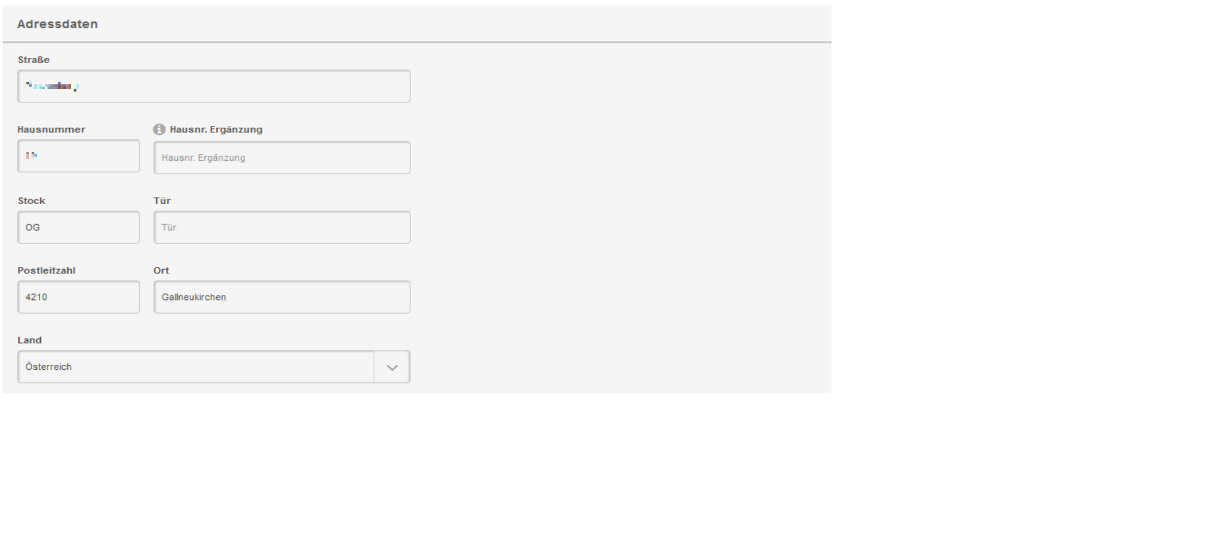 Adressdaten
Straße
Hausnummer Hausnr. Ergänzung
Hausnr. Ergänzung
Stock Tür
OG Tür
Postleitzahl Ort
4210 Gallneukirchen
Land
Österreich